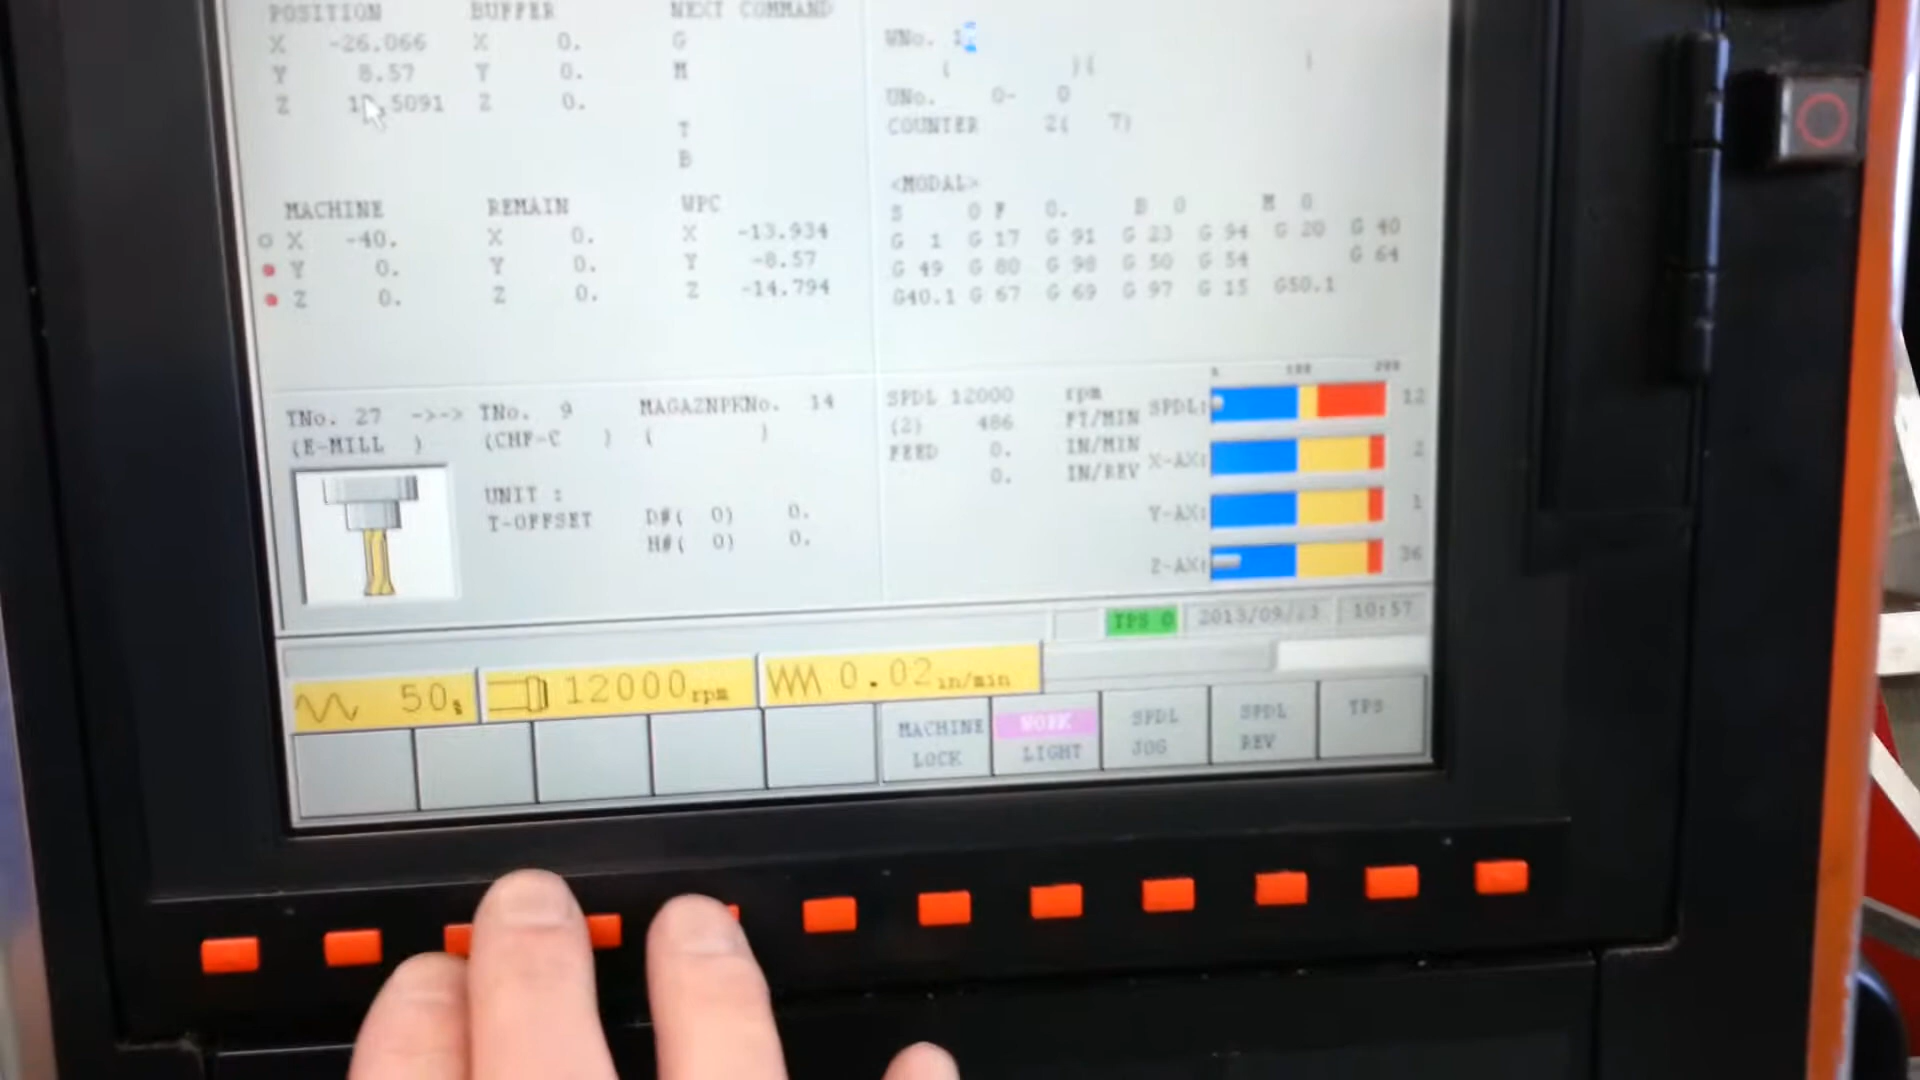 POSITION BUFFER NEXT COMMAND
X -26.066 X 0. G
Y 8.57 Y 0. M
Z Z 0.
T
B
WNo.
( )( )
UNo. 0- 0
COUNTER 2( 7)
MACHINE REMAIN WPC
X -40. X 0. X -13.934
Y 0. Y 0. Y -8.57
Z 0. Z 0. Z -14.794
<MODAL>
S 0 F 0. 0 M 0
G 1 G 17 G 91 G 23 G 94 G 20 G 40
G 49 G 80 G 98 G 50 G 54 G 64
G40.1 G 67 G 69 G 97 G 15 G50.1
TNo. 27 ->-> TNo. 9 MAGAZNPKNo. 14
(E-MILL ) (CHF-C ) ( )
UNIT :
T-OFFSET D#( 0) 0.
H#( 0) 0.
SPDL 12000 rpm
(2) 486 FT/MIN
FEED 0. IN/MIN
0. IN/REV
100 200
SPDL: 12
X-AX: 2
Y-AX: 1
Z-AX: 36
TPS 0 10:57
50% 12000rpm 0.02in/min
MACHINE LOCK
WORK LIGHT
SPDL JOG
SPDL REV
TPS